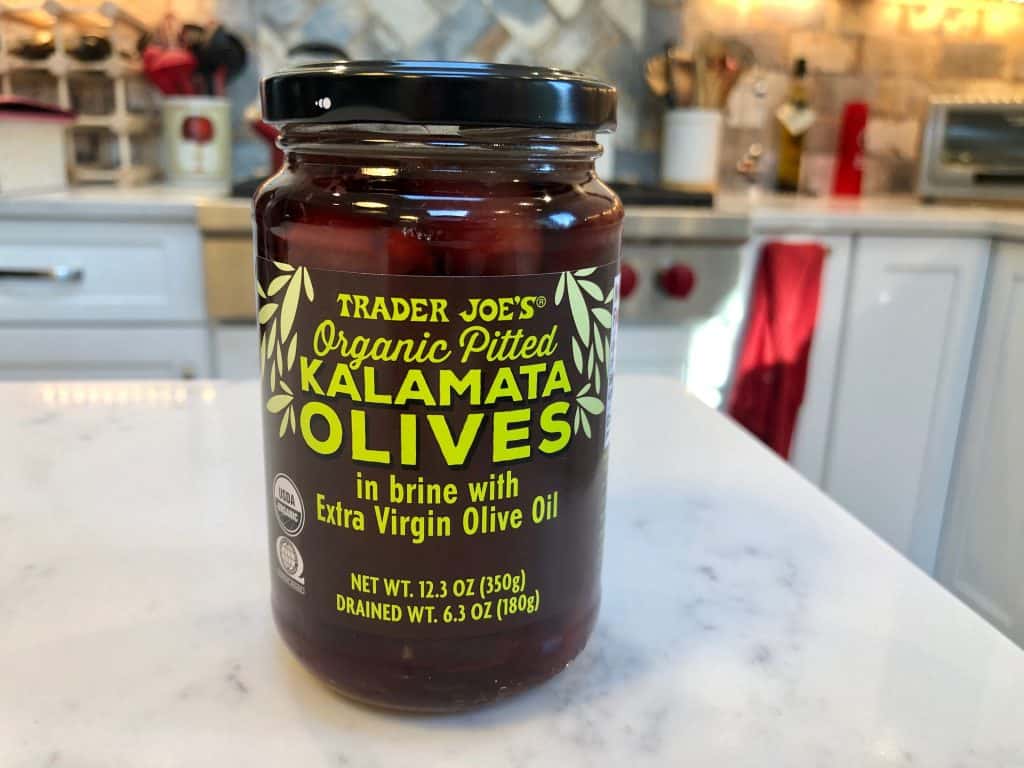 TRADER JOE'S®
Organic Pitted
KALAMATA
OLIVES
in brine with
Extra Virgin Olive Oil
USDA
ORGANIC
NET WT. 12.3 OZ (350g)
DRAINED WT. 6.3 OZ (180g)